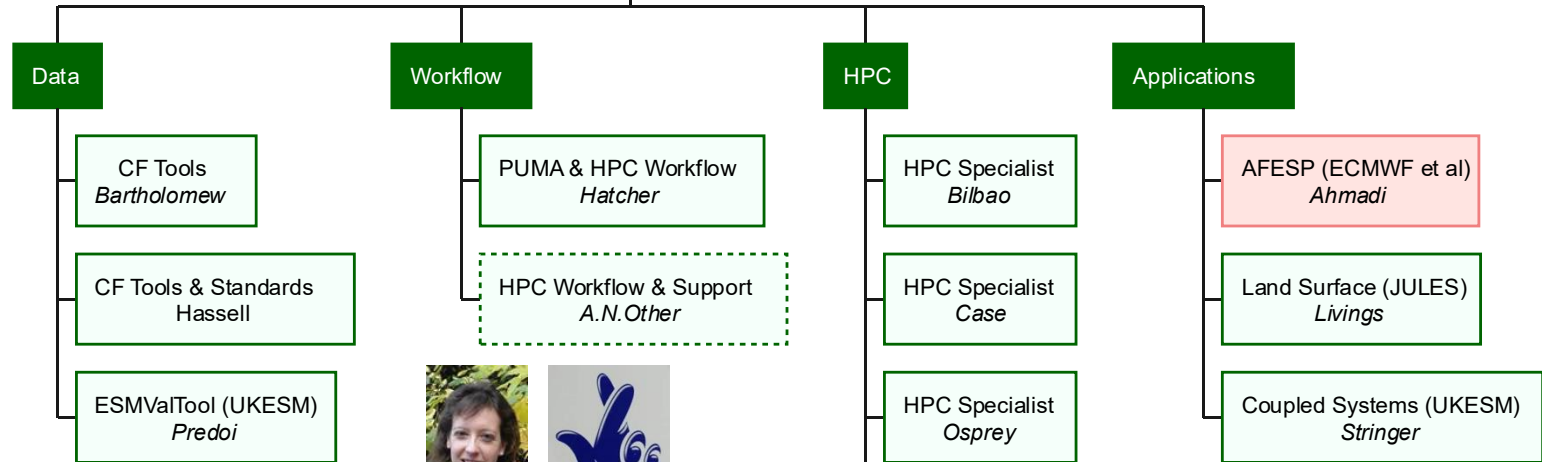 Data
CF Tools
Bartholomew
CF Tools & Standards
Hassell
ESMValTool (UKESM)
Predoi
Workflow
PUMA & HPC Workflow
Hatcher
HPC Workflow & Support
A.N.Other
HPC
HPC Specialist
Bilbao
HPC Specialist
Case
HPC Specialist
Osprey
Applications
AFESP (ECMWF et al)
Ahmadi
Land Surface (JULES)
Livings
Coupled Systems (UKESM)
Stringer